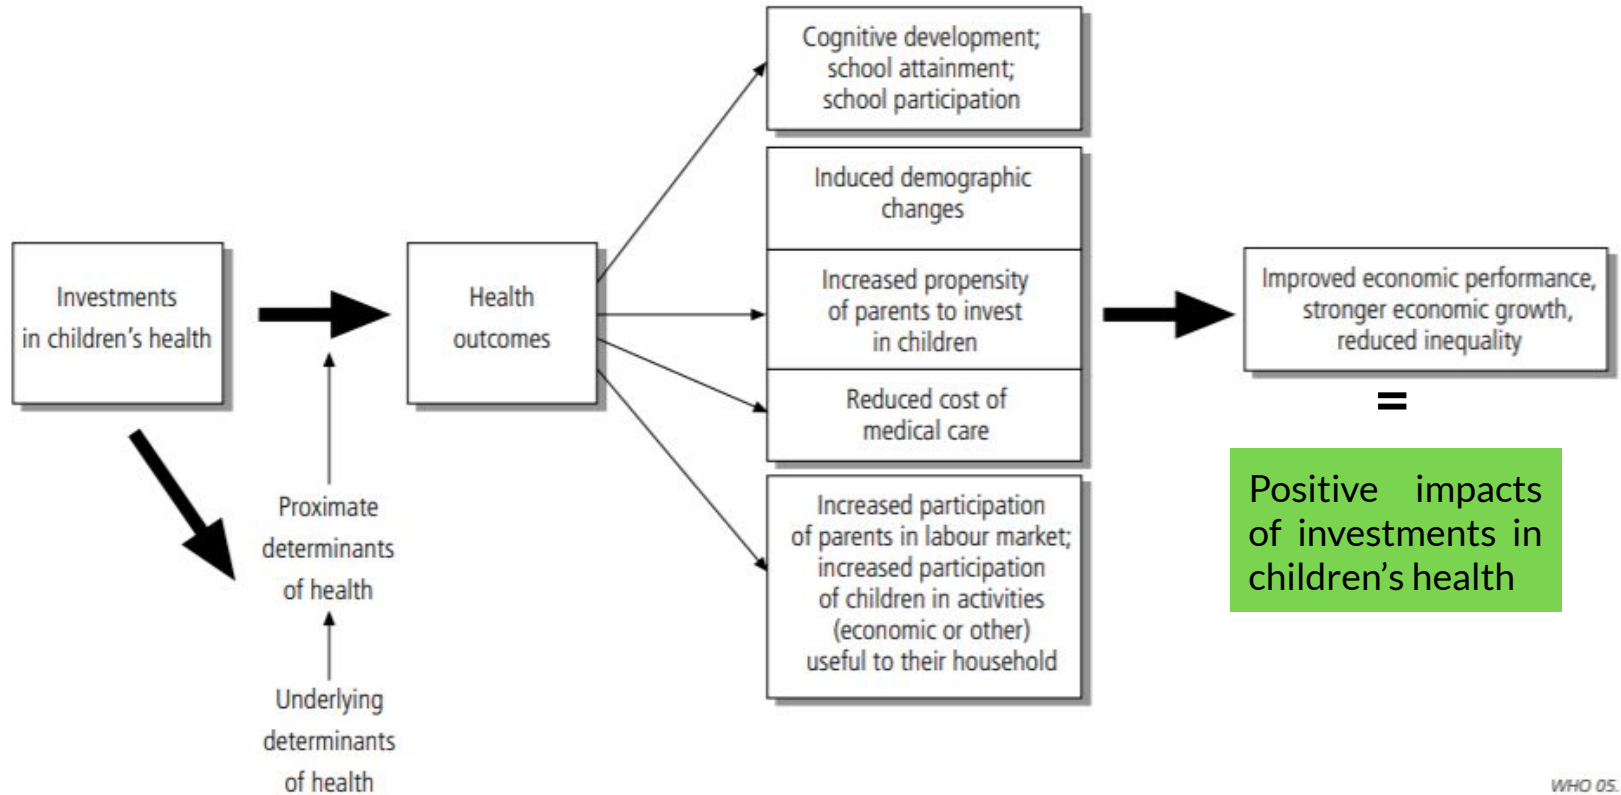 Investments
in children's health
Proximate
determinants
of health
Underlying
determinants
of health
Health
outcomes
Cognitive development;
school attainment;
school participation
Induced demographic
changes
Increased propensity
of parents to invest
in children
Reduced cost of
medical care
Increased participation
of parents in labour market;
increased participation
of children in activities
(economic or other)
useful to their household
Improved economic performance,
stronger economic growth,
reduced inequality
=
Positive impacts
of investments in
children’s health
WHO 05.